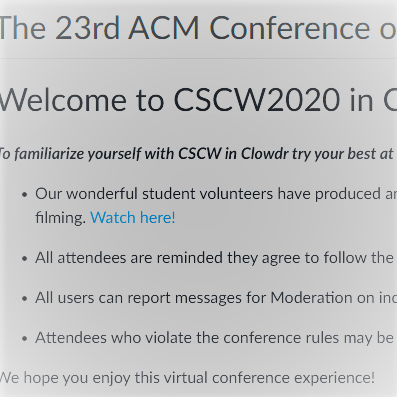 The 23rd ACM Conference o
Welcome to CSCW2020 in C
To familiarize yourself with CSCW in Clowdr try your best at
• Our wonderful student volunteers have produced an
filming. Watch here!
• All attendees are reminded they agree to follow the
• All users can report messages for Moderation on ind
• Attendees who violate the conference rules may be
We hope you enjoy this virtual conference experience!